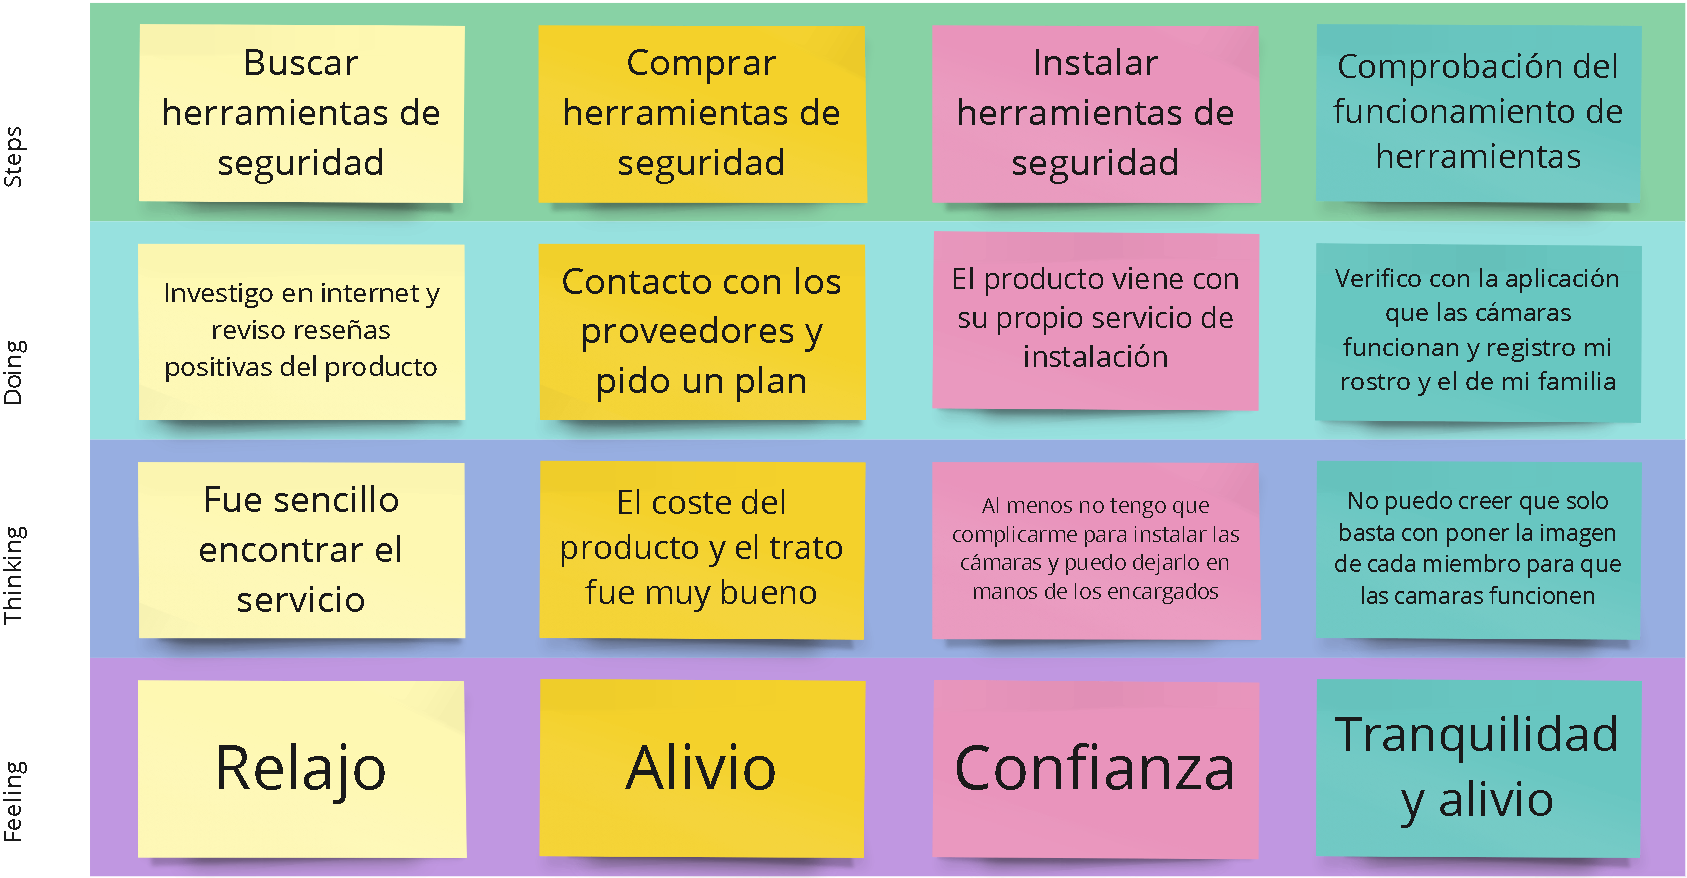 Steps
Buscar
herramientas de
seguridad
Comprar
herramientas de
seguridad
Instalar
herramientas de
seguridad
Comprobación del
funcionamiento de
herramientas
Doing
Investigo en internet y
reviso reseñas
positivas del producto
Contacto con los
proveedores y
pido un plan
El producto viene con
su propio servicio de
instalación
Verifico con la aplicación
que las cámaras
funcionan y registro mi
rostro y el de mi familia
Thinking
Fue sencillo
encontrar el
servicio
El coste del
producto y el trato
fue muy bueno
Al menos no tengo que
complicarme para instalar las
cámaras y puedo dejarlo en
manos de los encargados
No puedo creer que solo
basta con poner la imagen
de cada miembro para que
las camaras funcionen
Feeling
Relajo
Alivio
Confianza
Tranquilidad
y alivio